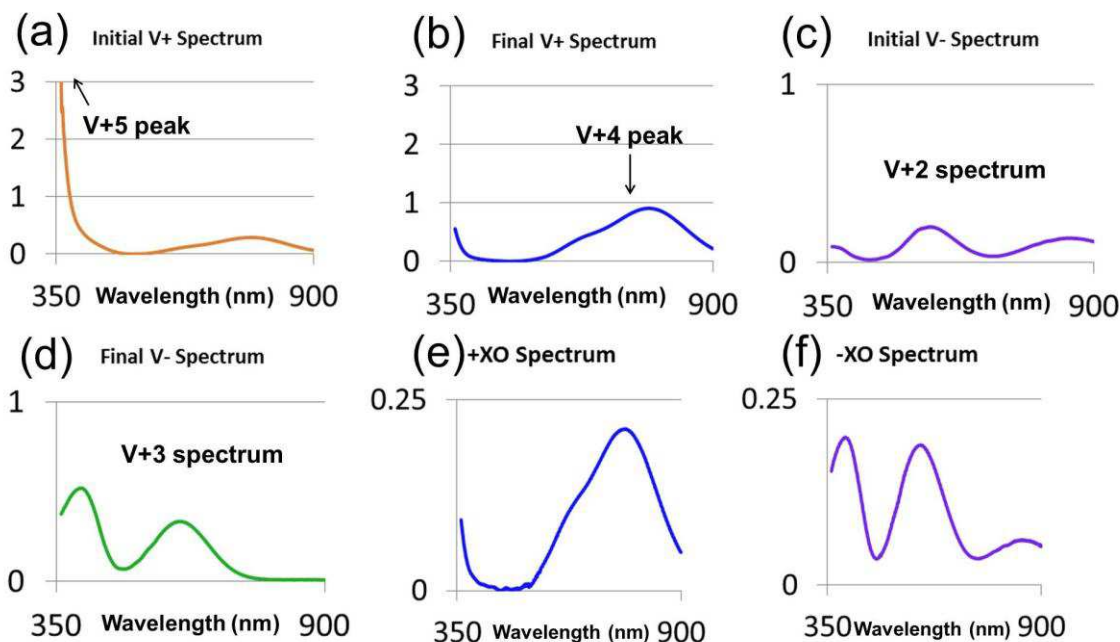 (a) Initial V+ Spectrum
3
2
1
0
V+5 peak
350 Wavelength (nm) 900
(b) Final V+ Spectrum
3
2
1
0
V+4 peak
350 Wavelength (nm) 900
(c) Initial V- Spectrum
1
0
V+2 spectrum
350 Wavelength (nm) 900
(d) Final V- Spectrum
1
0
V+3 spectrum
350 Wavelength (nm) 900
(e) +XO Spectrum
0.25
0
350 Wavelength (nm) 900
(f) -XO Spectrum
0.25
0
350 Wavelength (nm) 900